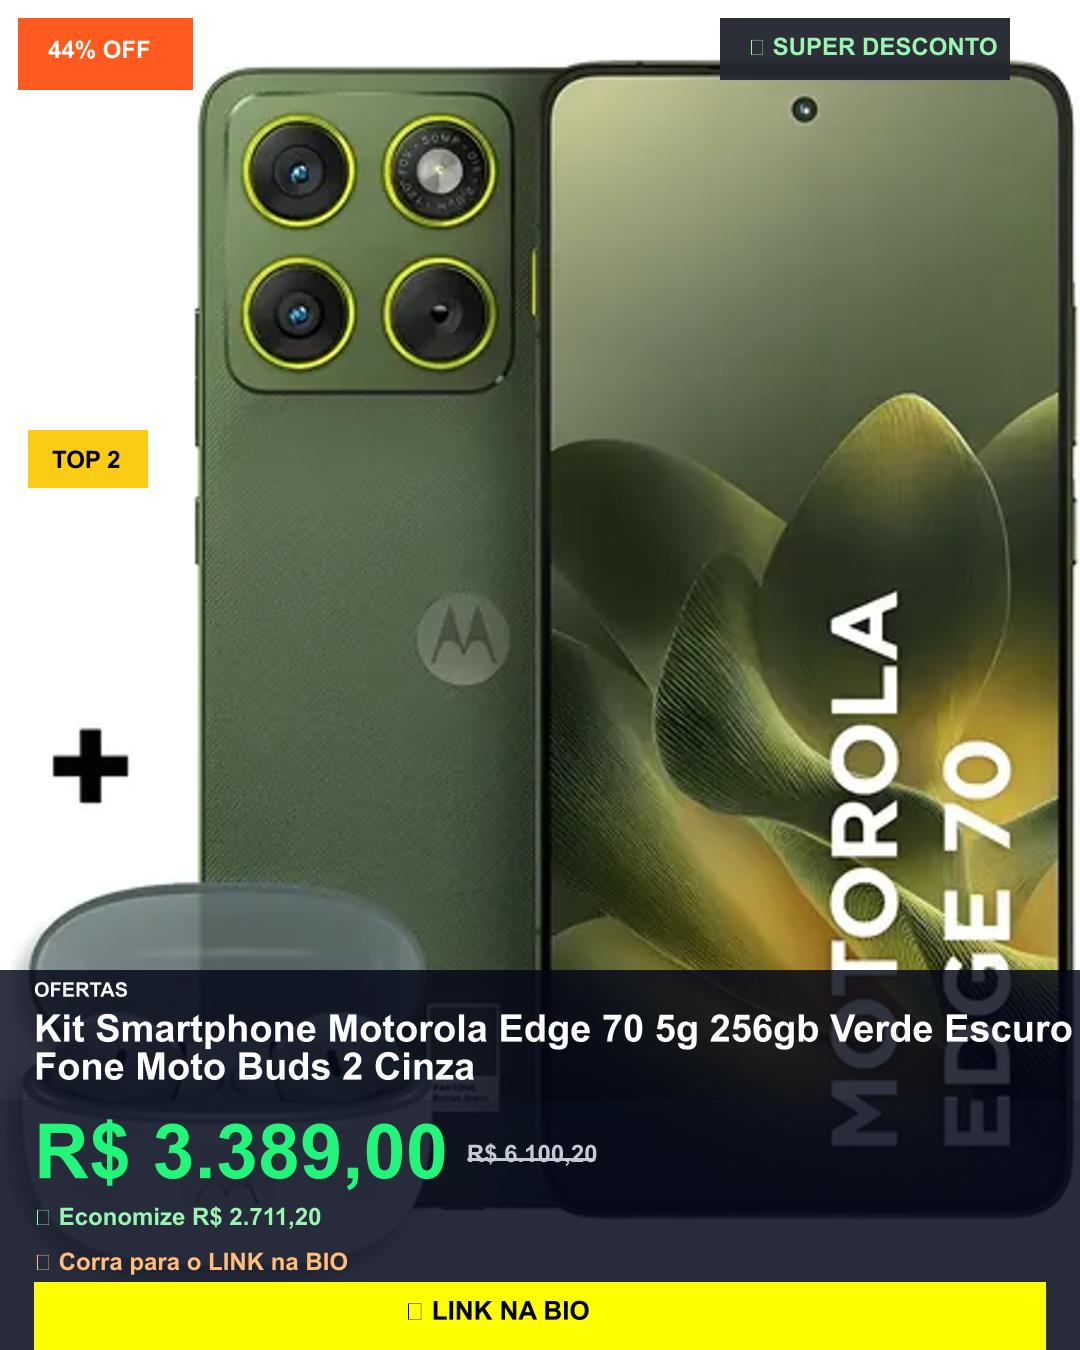 44% OFF
SUPER DESCONTO
TOP 2
MOTOROLA
EDGE 70
OFERTAS
Kit Smartphone Motorola Edge 70 5g 256gb Verde Escuro
Fone Moto Buds 2 Cinza
R$ 3.389,00
R$ 6.100,20
Economize R$ 2.711,20
Corra para o LINK na BIO
LINK NA BIO